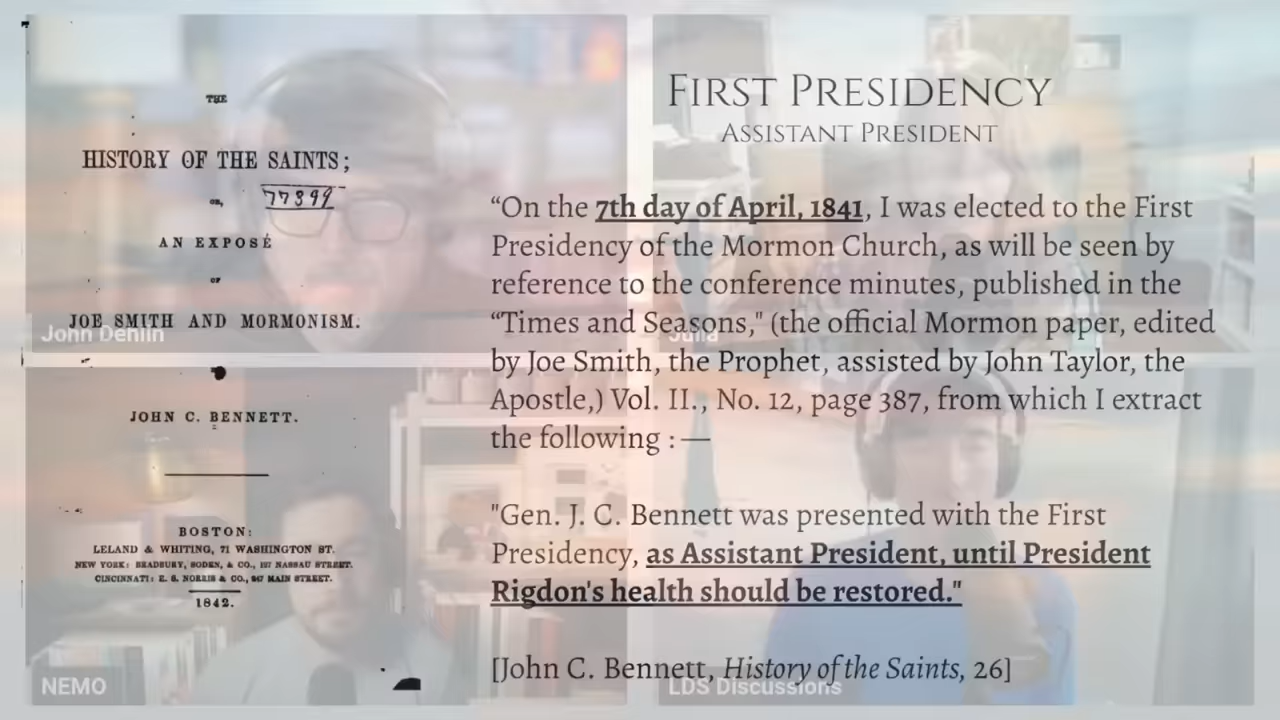 THE
HISTORY OF THE SAINTS;
OR,
77399
AN EXPOSÉ
OF
JOE SMITH AND MORMONISM.
John Dehlin
JOHN C. BENNETT.
BOSTON:
LELAND & WHITING, 71 WASHINGTON ST.
NEW YORK: BRADBURY, SODEN, & CO., 127 NASSAU STREET.
CINCINNATI: E. S. NORRIS & CO., 247 MAIN STREET.
1842.
NEMO
FIRST PRESIDENCY
ASSISTANT PRESIDENT
“On the 7th day of April, 1841, I was elected to the First
Presidency of the Mormon Church, as will be seen by
reference to the conference minutes, published in the
“Times and Seasons," (the official Mormon paper, edited
by Joe Smith, the Prophet, assisted by John Taylor, the
Apostle,) Vol. II., No. 12, page 387, from which I extract
the following : —
"Gen. J. C. Bennett was presented with the First
Presidency, as Assistant President, until President
Rigdon's health should be restored."
[John C. Bennett, History of the Saints, 26]
Julia
LDS Discussions